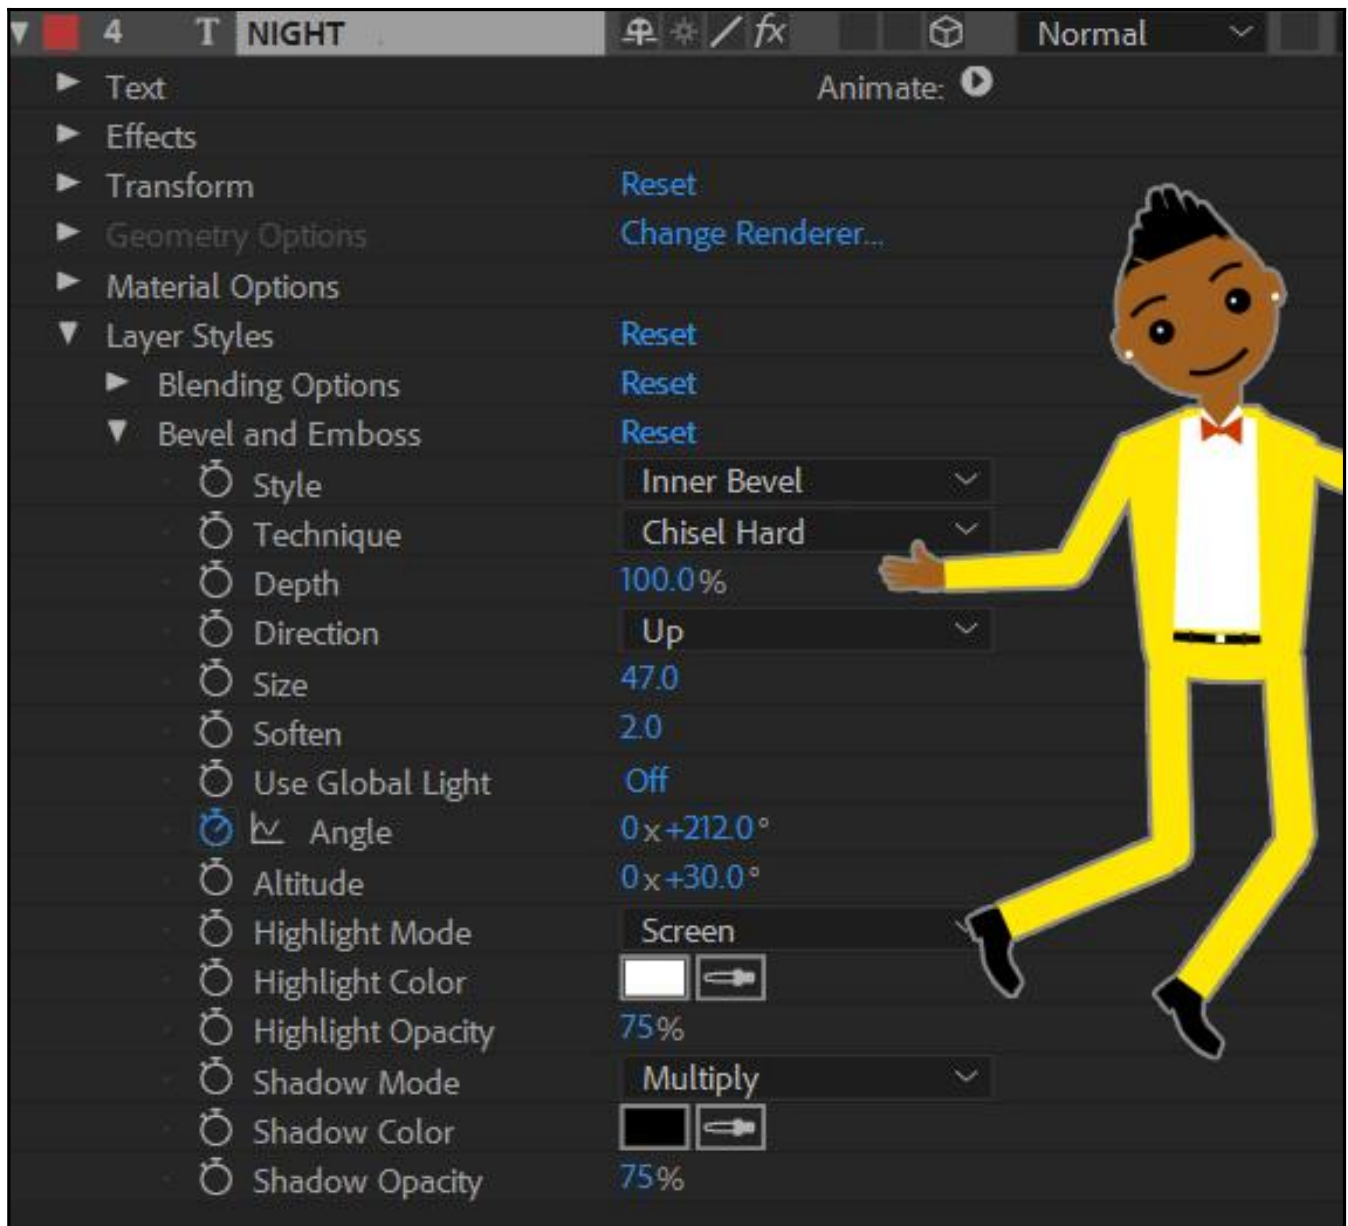 4 T NIGHT fx Normal
Text Animate:
Effects
Transform Reset
Geometry Options Change Renderer...
Material Options
Layer Styles Reset
Blending Options Reset
Bevel and Emboss Reset
Style Inner Bevel
Technique Chisel Hard
Depth 100.0%
Direction Up
Size 47.0
Soften 2.0
Use Global Light Off
Angle 0x+212.0°
Altitude 0x+30.0°
Highlight Mode Screen
Highlight Color
Highlight Opacity 75%
Shadow Mode Multiply
Shadow Color
Shadow Opacity 75%